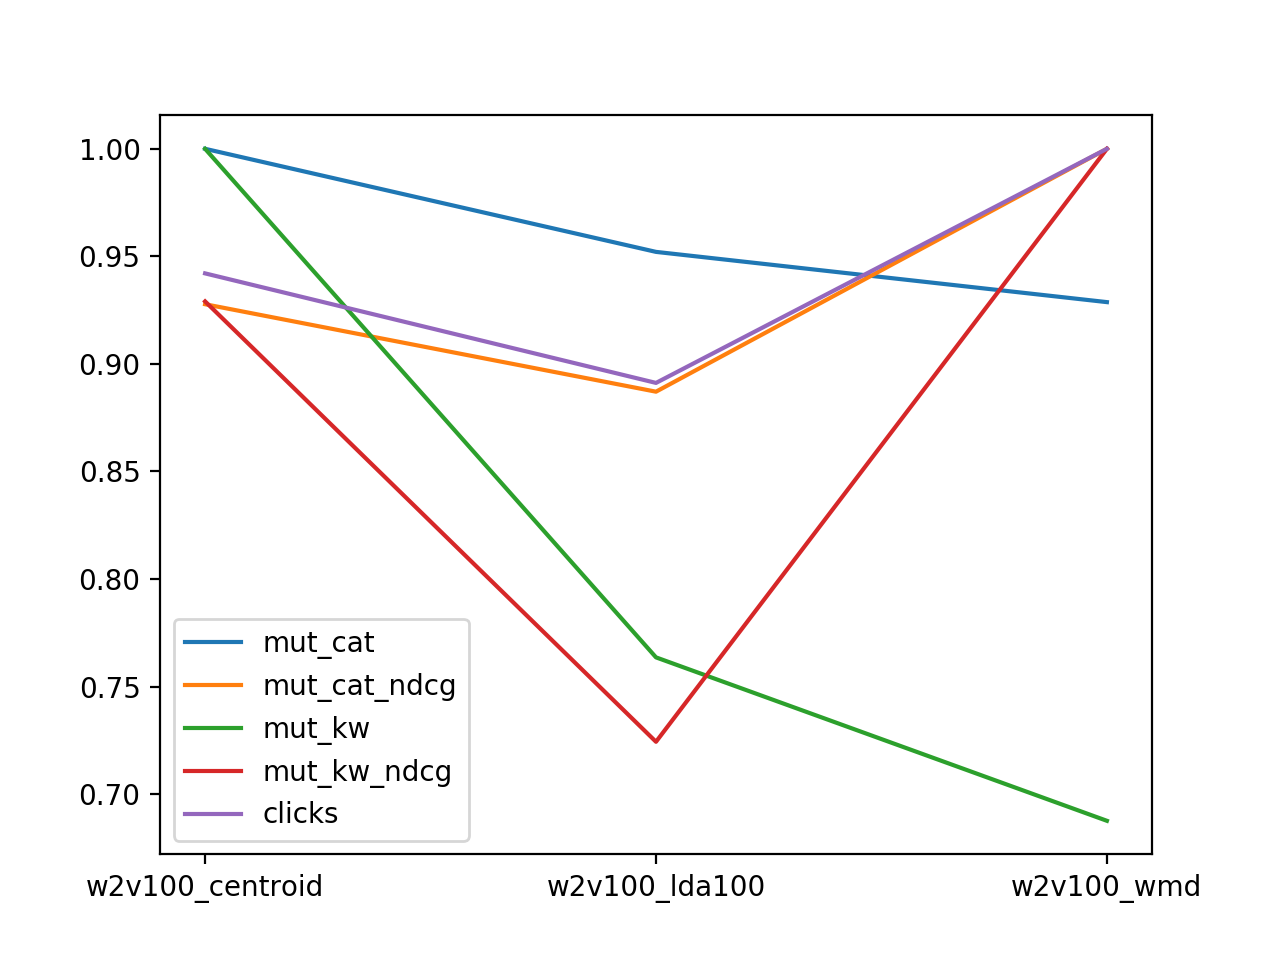 1.00
0.95
0.90
0.85
0.80
0.75
0.70
mut_cat
mut_cat_ndcg
mut_kw
mut_kw_ndcg
clicks
w2v100_centroid
w2v100_lda100
w2v100_wmd